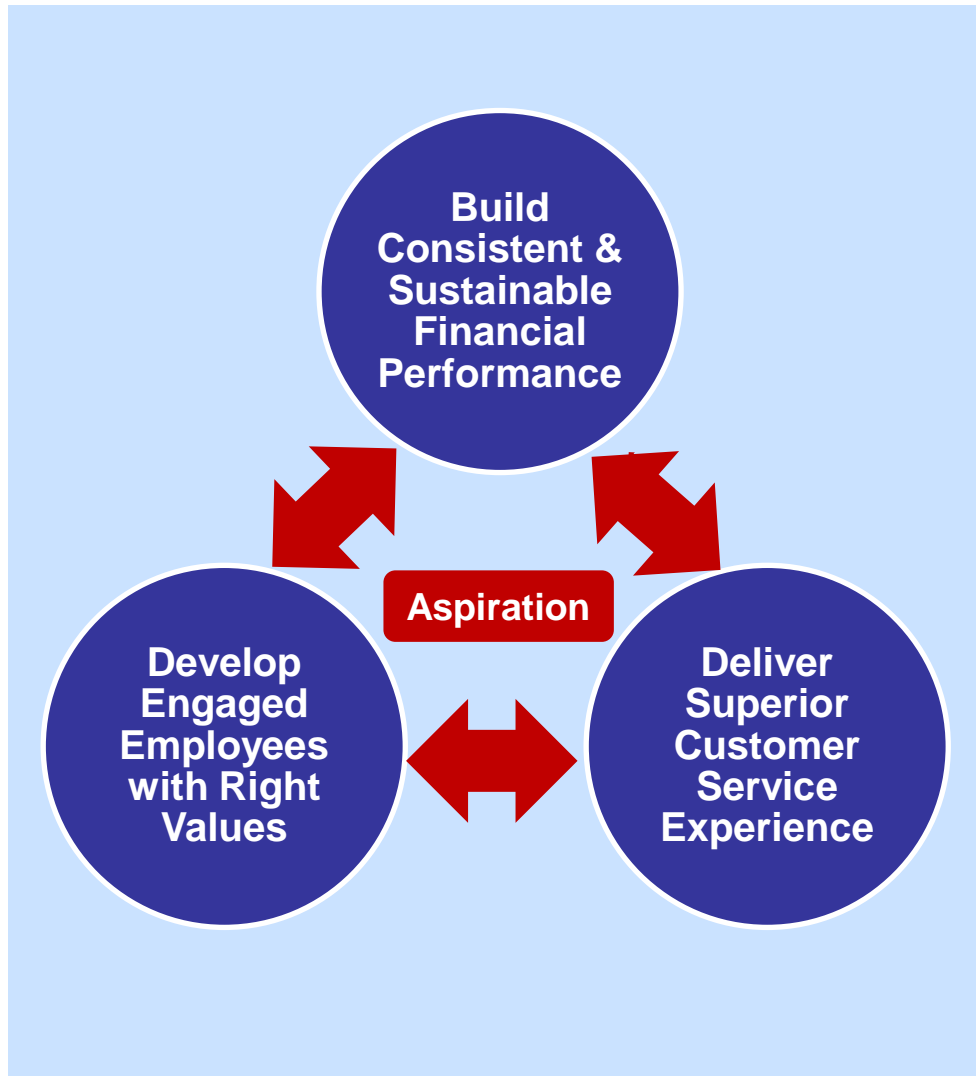 Build
Consistent &
Sustainable
Financial
Performance
Aspiration
Develop
Engaged
Employees
with Right
Values
Deliver
Superior
Customer
Service
Experience